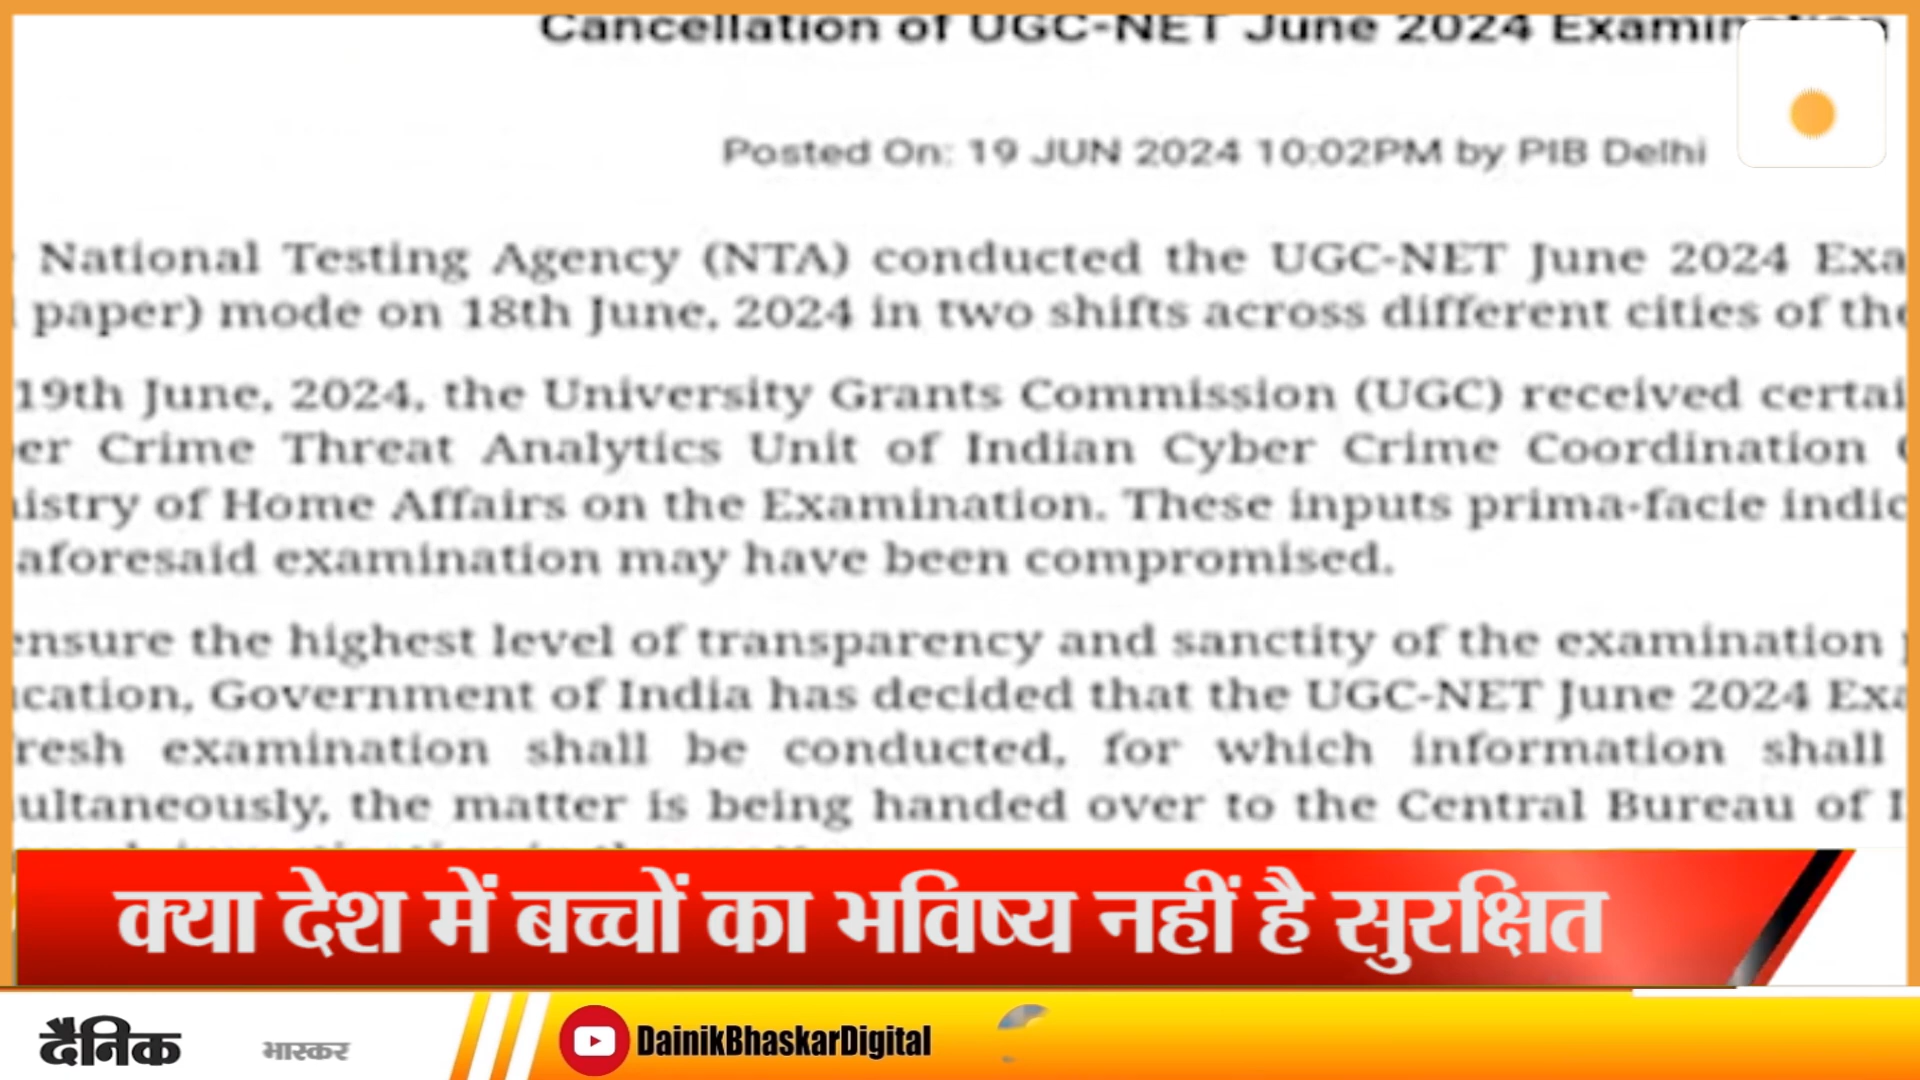 Cancellation of UGC-NET June 2024
Posted On: 19 JUN 2024 10:02PM by PIB Delhi
National Testing Agency (NTA) conducted the UGC-NET June 2024 Exa
paper) mode on 18th June, 2024 in two shifts across different cities of the
19th June, 2024, the University Grants Commission (UGC) received certai
er Crime Threat Analytics Unit of Indian Cyber Crime Coordination
istry of Home Affairs on the Examination. These inputs prima-facie indic
aforesaid examination may have been compromised.
ensure the highest level of transparency and sanctity of the examination
cation, Government of India has decided that the UGC-NET June 2024 Exa
resh examination shall be conducted, for which information shall
ultaneously, the matter is being handed over to the Central Bureau of I
क्या देश में बच्चों का भविष्य नहीं है सुरक्षित
दैनिक भास्कर DainikBhaskarDigital